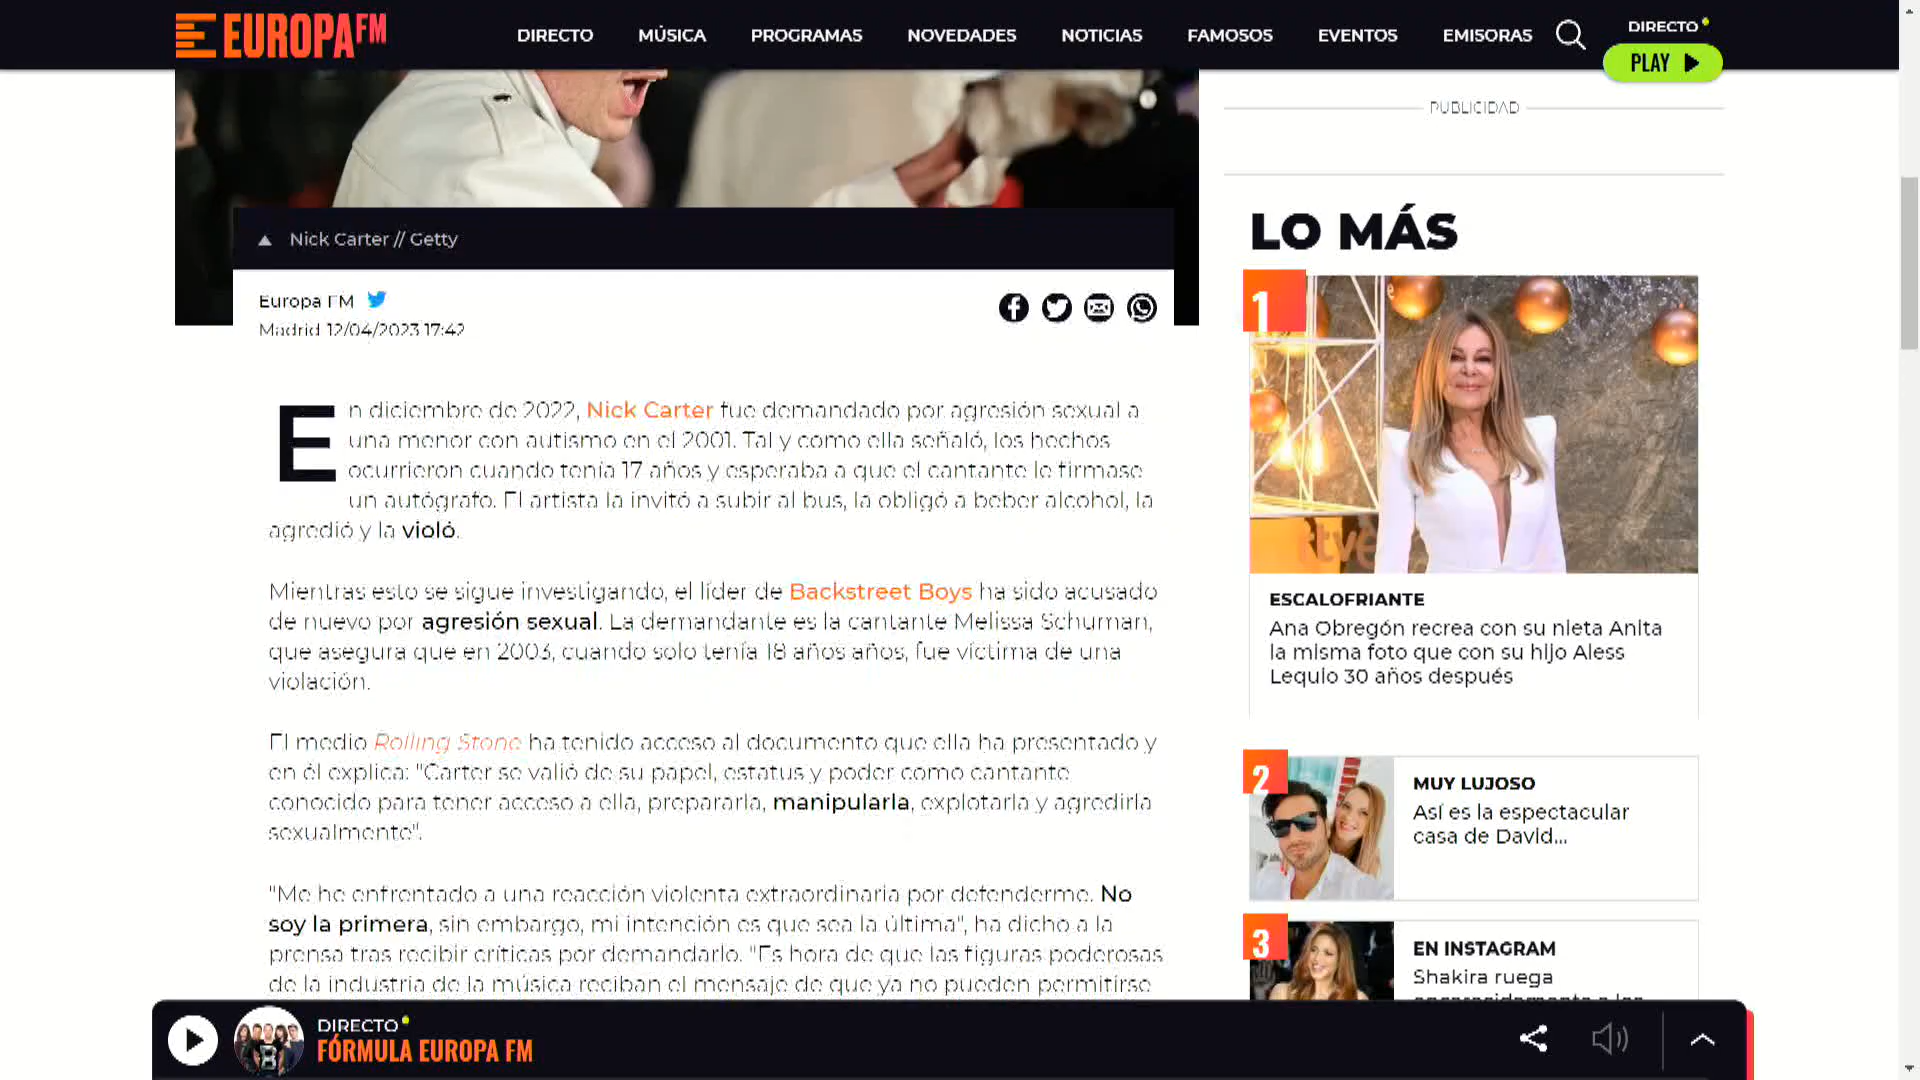 EUROPA FM
DIRECTO
MÚSICA
PROGRAMAS
NOVEDADES
NOTICIAS
FAMOSOS
EVENTOS
EMISORAS
DIRECTO
PLAY
Nick Carter // Getty
Europa FM
Madrid 12/04/2023 17:42
En diciembre de 2022, Nick Carter fue demandado por agresión sexual a
una menor con autismo en el 2001. Tal y como ella señaló, los hechos
ocurrieron cuando tenía 17 años y esperaba a que el cantante le firmase
un autógrafo. El artista la invitó a subir al bus, la obligó a beber alcohol, la
agredió y la violó.
Mientras esto se sigue investigando, el líder de Backstreet Boys ha sido acusado
de nuevo por agresión sexual. La demandante es la cantante Melissa Schuman,
que asegura que en 2003, cuando solo tenía 18 años años, fue víctima de una
violación.
El medio Rolling Stone ha tenido acceso al documento que ella ha presentado y
en él explica: "Carter se valió de su papel, estatus y poder como cantante
conocido para tener acceso a ella, prepararla, manipularla, explotarla y agredirla
sexualmente".
"Me he enfrentado a una reacción violenta extraordinaria por defenderme. No
soy la primera, sin embargo, mi intención es que sea la última", ha dicho a la
prensa tras recibir críticas por demandarlo. "Es hora de que las figuras poderosas
de la industria de la música reciban el mensaje de que ya no pueden permitirse
PUBLICIDAD
LO MÁS
1
rtve
ESCALOFRIANTE
Ana Obregón recrea con su nieta Anita
la misma foto que con su hijo Aless
Lequio 30 años después
2
MUY LUJOSO
Así es la espectacular
casa de David...
3
EN INSTAGRAM
Shakira ruega
DIRECTO
FÓRMULA EUROPA FM